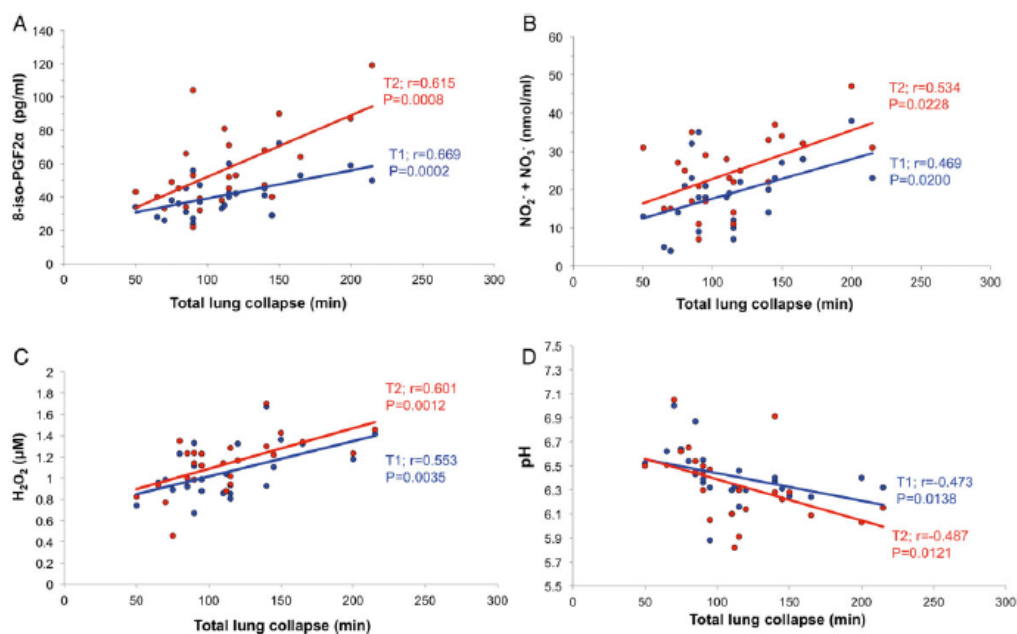 A
8-iso-PGF2α (pg/ml)
140
120
100
80
60
40
20
0
T2; r=0.615
P=0.0008
T1; r=0.669
P=0.0002
0 50 100 150 200 250 300
Total lung collapse (min)
B
NO₂⁻ + NO₃⁻ (nmol/ml)
60
50
40
30
20
10
0
T2; r=0.534
P=0.0228
T1; r=0.469
P=0.0200
0 50 100 150 200 250 300
Total lung collapse (min)
C
H₂O₂ (µM)
2
1.8
1.6
1.4
1.2
1
0.8
0.6
0.4
0.2
0
T2; r=0.601
P=0.0012
T1; r=0.553
P=0.0035
0 50 100 150 200 250 300
Total lung collapse (min)
D
pH
7.5
7.3
7.1
6.9
6.7
6.5
6.3
6.1
5.9
5.7
5.5
T1; r=-0.473
P=0.0138
T2; r=-0.487
P=0.0121
0 50 100 150 200 250 300
Total lung collapse (min)